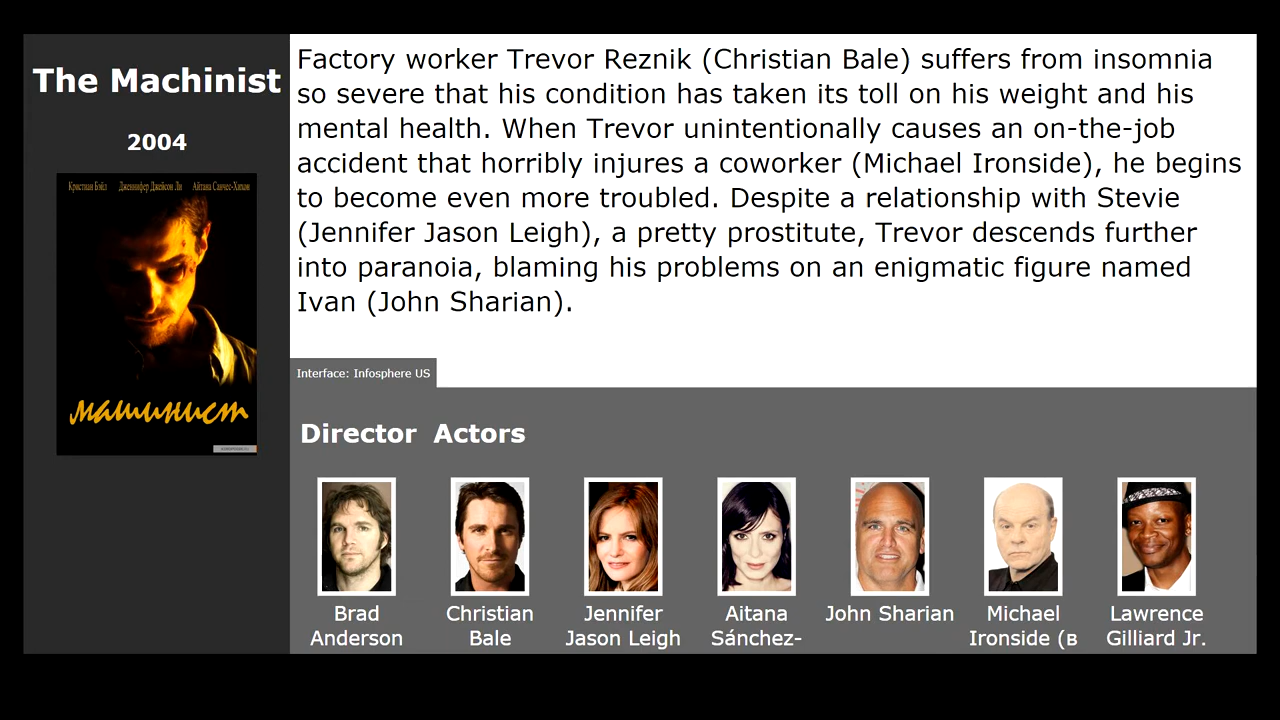 The Machinist
2004
Кристиан Бэйл Дженнифер Джейсон Ли Айтана Санчес-Хихон
машинист
Factory worker Trevor Reznik (Christian Bale) suffers from insomnia
so severe that his condition has taken its toll on his weight and his
mental health. When Trevor unintentionally causes an on-the-job
accident that horribly injures a coworker (Michael Ironside), he begins
to become even more troubled. Despite a relationship with Stevie
(Jennifer Jason Leigh), a pretty prostitute, Trevor descends further
into paranoia, blaming his problems on an enigmatic figure named
Ivan (John Sharian).
Interface: Infosphere US
Director Actors
Brad
Anderson
Christian
Bale
Jennifer
Jason Leigh
Aitana
Sánchez-
John Sharian
Michael
Ironside (в
Lawrence
Gilliard Jr.